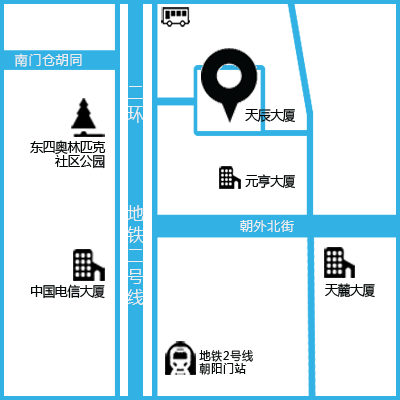 南门仓胡同
二环
天辰大厦
东四奥林匹克
社区公园
元亨大厦
地铁二号线
朝外北街
中国电信大厦
天麓大厦
地铁2号线
朝阳门站